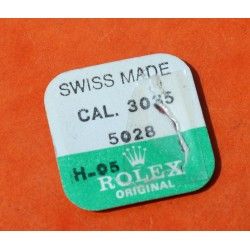 SWISS MADE
CAL. 3035
5028
H-05
ROLEX
ORIGINAL